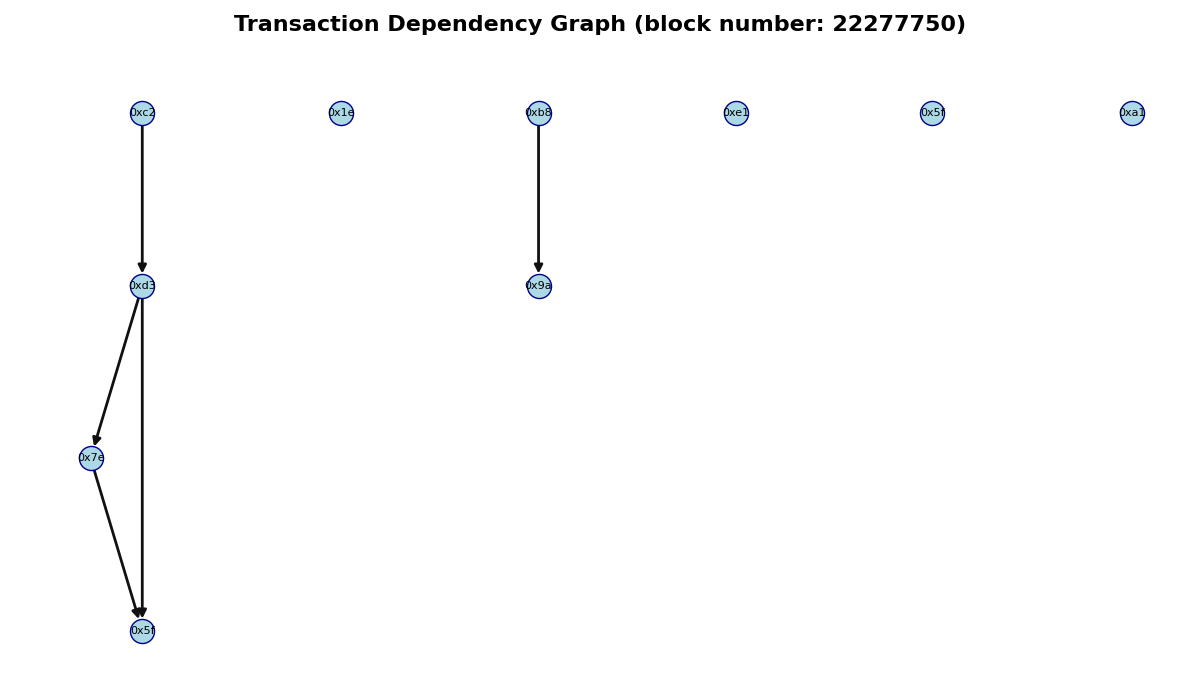 Transaction Dependency Graph (block number: 22277750)
0xc2
0x1e
0xb8
0xe1
0x5f
0xa1
0xd3
0x9a
0x7e
0x5f